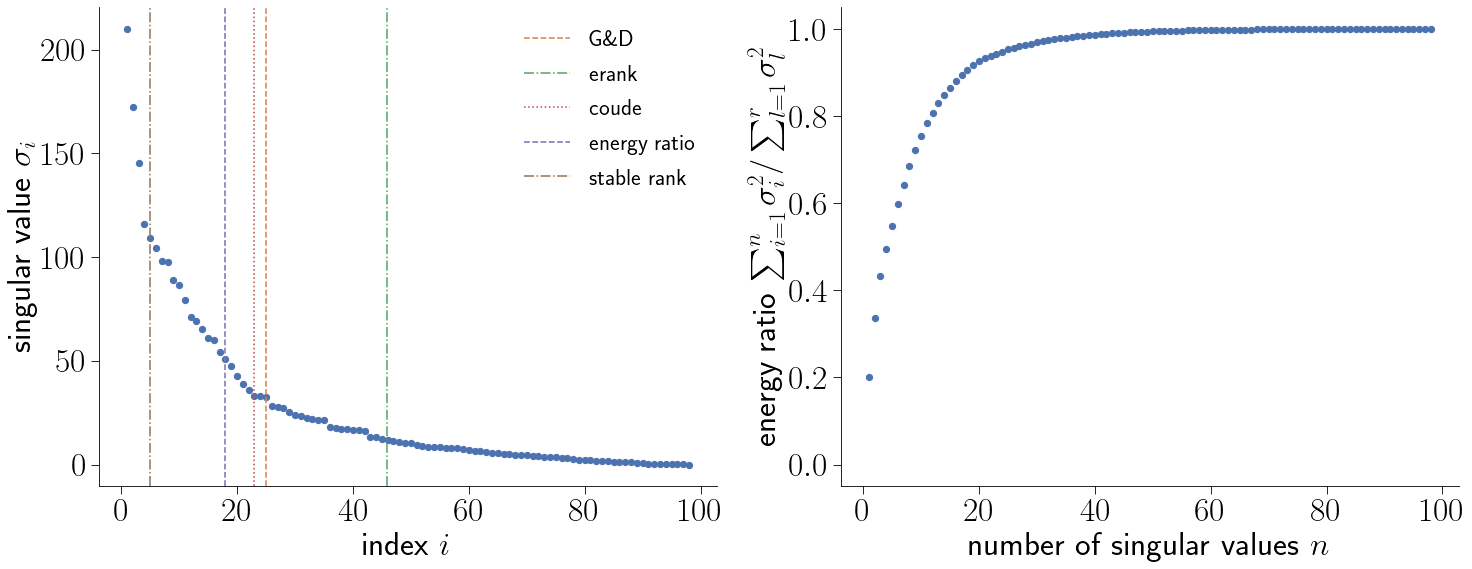 singular value σ_i
200
150
100
50
0
G&D
erank
coude
energy ratio
stable rank
0 20 40 60 80 100
index i
energy ratio ∑_{i=1}^{n} σ_i^2 / ∑_{l=1}^{r} σ_l^2
1.0
0.8
0.6
0.4
0.2
0.0
0 20 40 60 80 100
number of singular values n